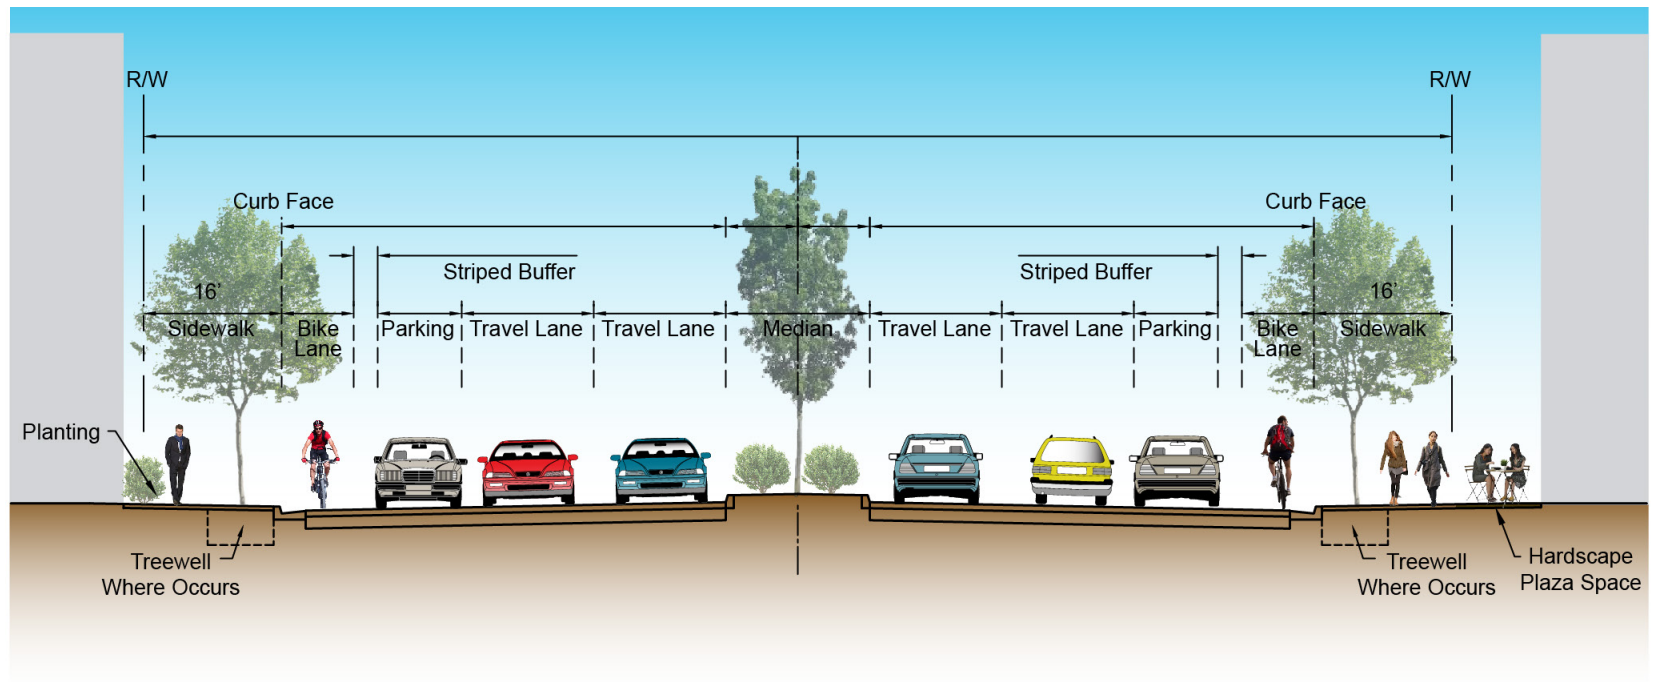 R/W
R/W
Curb Face
Curb Face
Striped Buffer
Striped Buffer
16'
16'
Sidewalk
Bike
Lane
Parking
Travel Lane
Travel Lane
Median
Travel Lane
Travel Lane
Parking
Bike
Lane
Sidewalk
Planting
Treewell
Where Occurs
Treewell
Where Occurs
Hardscape
Plaza Space